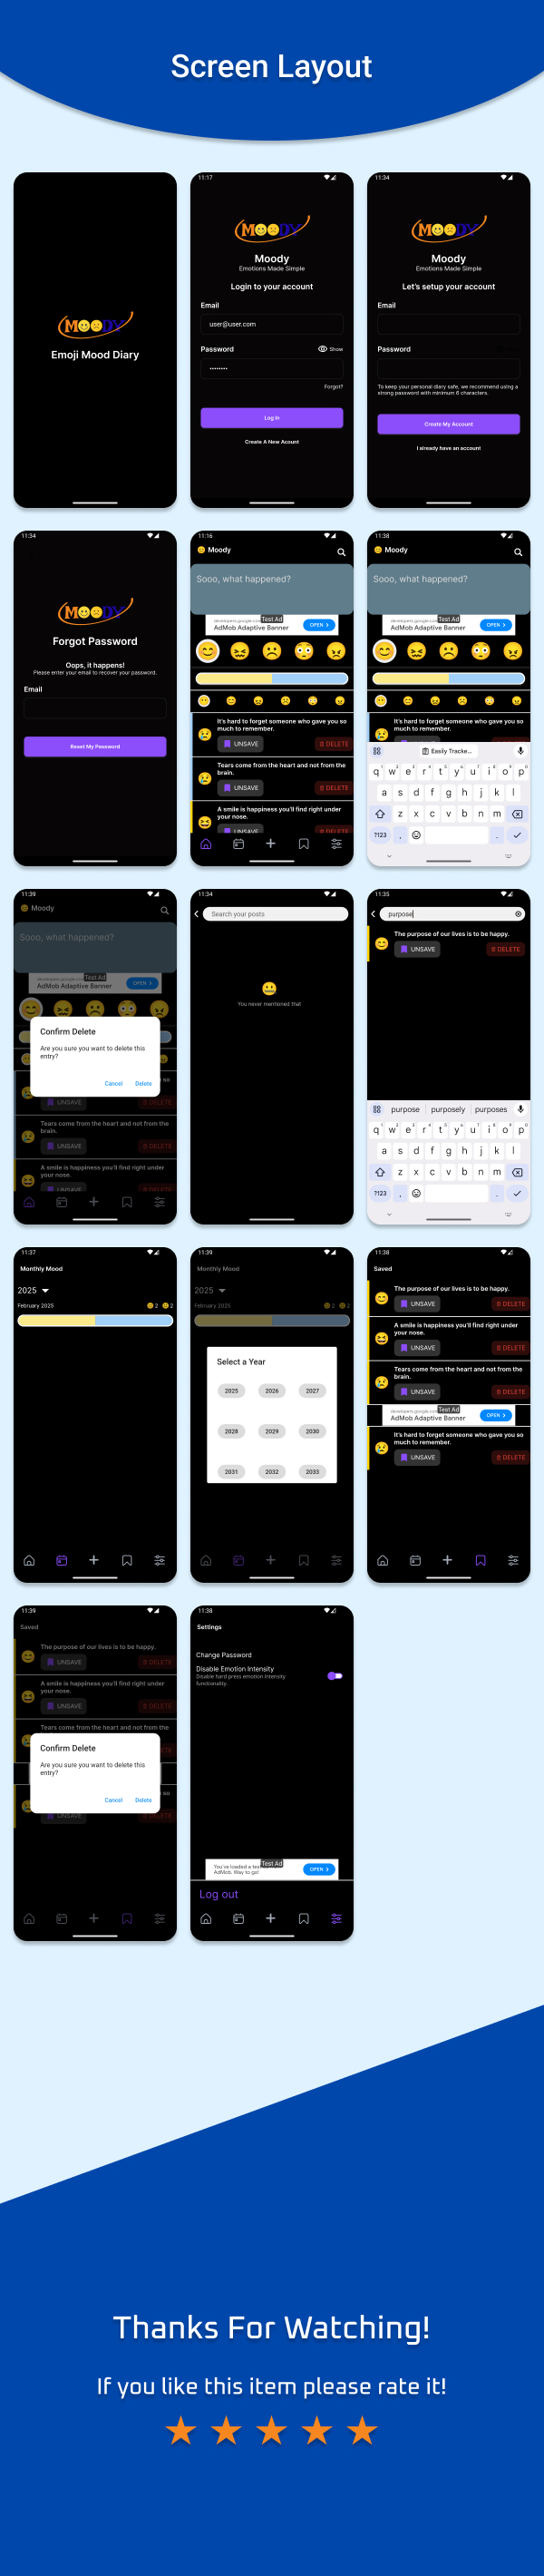 Screen Layout
MOODY
Emoji Mood Diary
11:17
MOODY
Moody
Emotions Made Simple
Login to your account
Email
user@user.com
Password
Show
Forgot?
Log In
Create A New Acount
11:34
MOODY
Moody
Emotions Made Simple
Let's setup your account
Email
Password
To keep your personal diary safe, we recommend using a
strong password with minimum 6 characters.
Create My Account
I already have an account
11:34
MOODY
Forgot Password
Oops, it happens!
Please enter your email to recover your password.
Email
Reset My Password
11:16
Moody
Sooo, what happened?
Test Ad
AdMob Adaptive Banner
OPEN >
It's hard to forget someone who gave you so
much to remember.
UNSAVE
DELETE
Tears come from the heart and not from the
brain.
UNSAVE
DELETE
A smile is happiness you'll find right under
your nose.
UNSAVE
DELETE
11:38
Moody
Sooo, what happened?
Test Ad
AdMob Adaptive Banner
OPEN >
It's hard to forget someone who gave you so
much to remember.
UNSAVE
DELETE
Easily Tracke...
q w e r t y u i o p
a s d f g h j k l
z x c v b n m
?123 , .
11:39
Moody
Sooo, what happened?
Test Ad
AdMob Adaptive Banner
OPEN >
Confirm Delete
Are you sure you want to delete this
entry?
Cancel Delete
UNSAVE
DELETE
Tears come from the heart and not from the
brain.
UNSAVE
DELETE
A smile is happiness you'll find right under
your nose.
UNSAVE
DELETE
11:34
Search your posts
You never mentioned that
11:35
purpose
The purpose of our lives is to be happy.
UNSAVE
DELETE
purpose purposely purposes
q w e r t y u i o p
a s d f g h j k l
z x c v b n m
?123 , .
11:37
Monthly Mood
2025
February 2025
2 2
11:39
Monthly Mood
2025
February 2025
2 2
Select a Year
2025 2026 2027
2028 2029 2030
2031 2032 2033
11:38
Saved
The purpose of our lives is to be happy.
UNSAVE
DELETE
A smile is happiness you'll find right under
your nose.
UNSAVE
DELETE
Tears come from the heart and not from the
brain.
UNSAVE
DELETE
Test Ad
AdMob Adaptive Banner
OPEN >
It's hard to forget someone who gave you so
much to remember.
UNSAVE
DELETE
11:39
Saved
The purpose of our lives is to be happy.
UNSAVE
DELETE
A smile is happiness you'll find right under
your nose.
UNSAVE
DELETE
Tears come from the heart and not from the
Confirm Delete
Are you sure you want to delete this
entry?
Cancel Delete
so
UNSAVE
DELETE
11:38
Settings
Change Password
Disable Emotion Intensity
Disable hard press emotion intensity
functionality.
You've loaded a
Test Ad
AdMob. Way to go!
OPEN >
Log out
Thanks For Watching!
If you like this item please rate it!